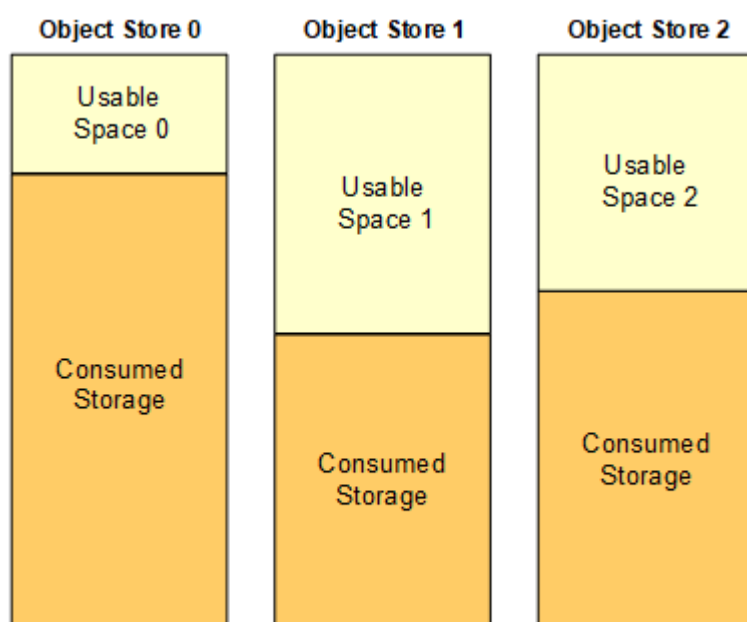 Object Store 0
Object Store 1
Object Store 2
Usable
Space 0
Usable
Space 1
Usable
Space 2
Consumed
Storage
Consumed
Storage
Consumed
Storage